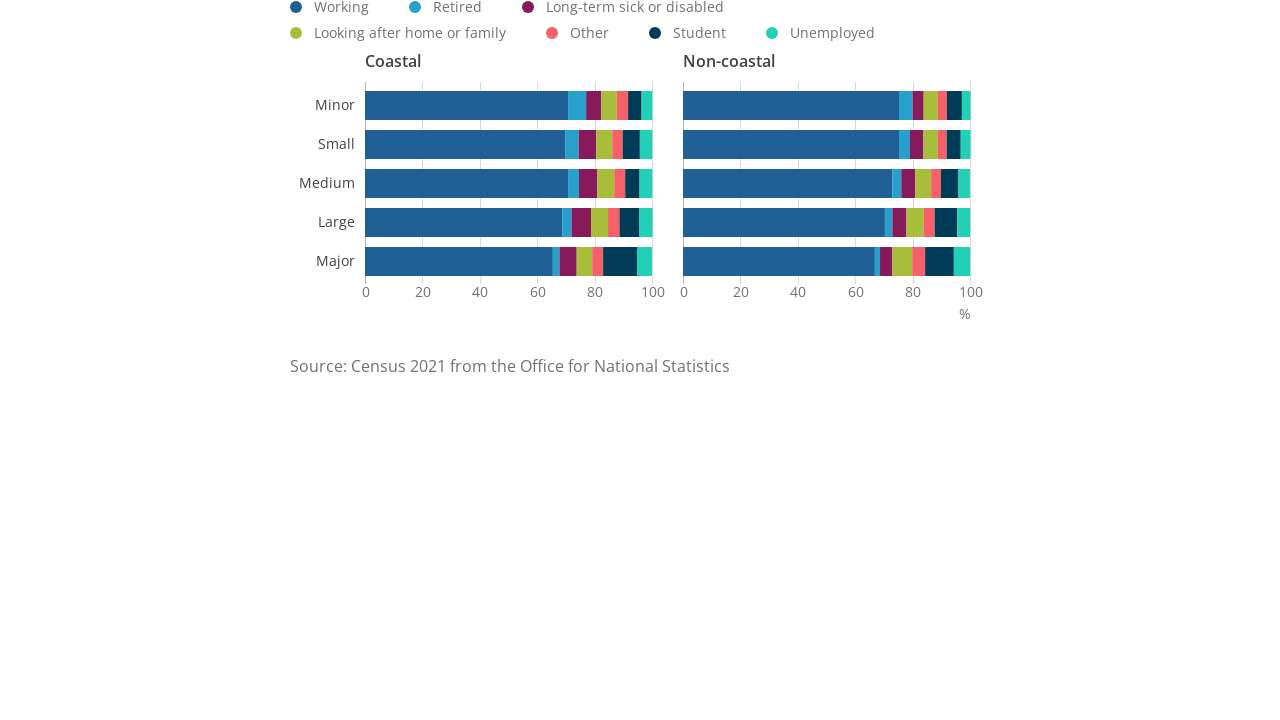 Working Retired Long-term sick or disabled
Looking after home or family Other Student Unemployed
Coastal Non-coastal
Minor
Small
Medium
Large
Major
0 20 40 60 80 100 0 20 40 60 80 100
%
Source: Census 2021 from the Office for National Statistics